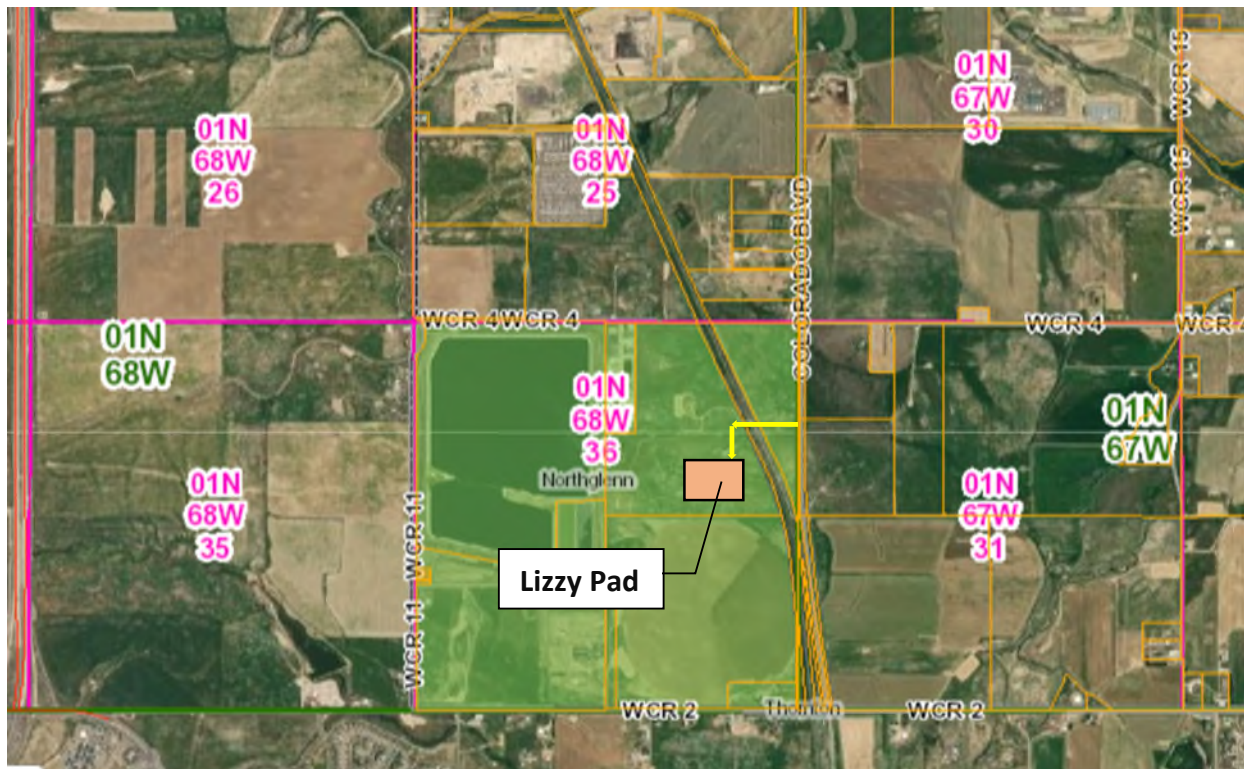 01N
68W
26
01N
68W
25
01N
67W
30
WCR 15
WCR 15
COLORADO BLVD
WCR 4WCR 4
WCR 4
WCR 4
01N
68W
01N
68W
36
Northglenn
01N
67W
01N
68W
35
WCR 11
WCR 11
Lizzy Pad
01N
67W
31
WCR 2
Thornton
WCR 2